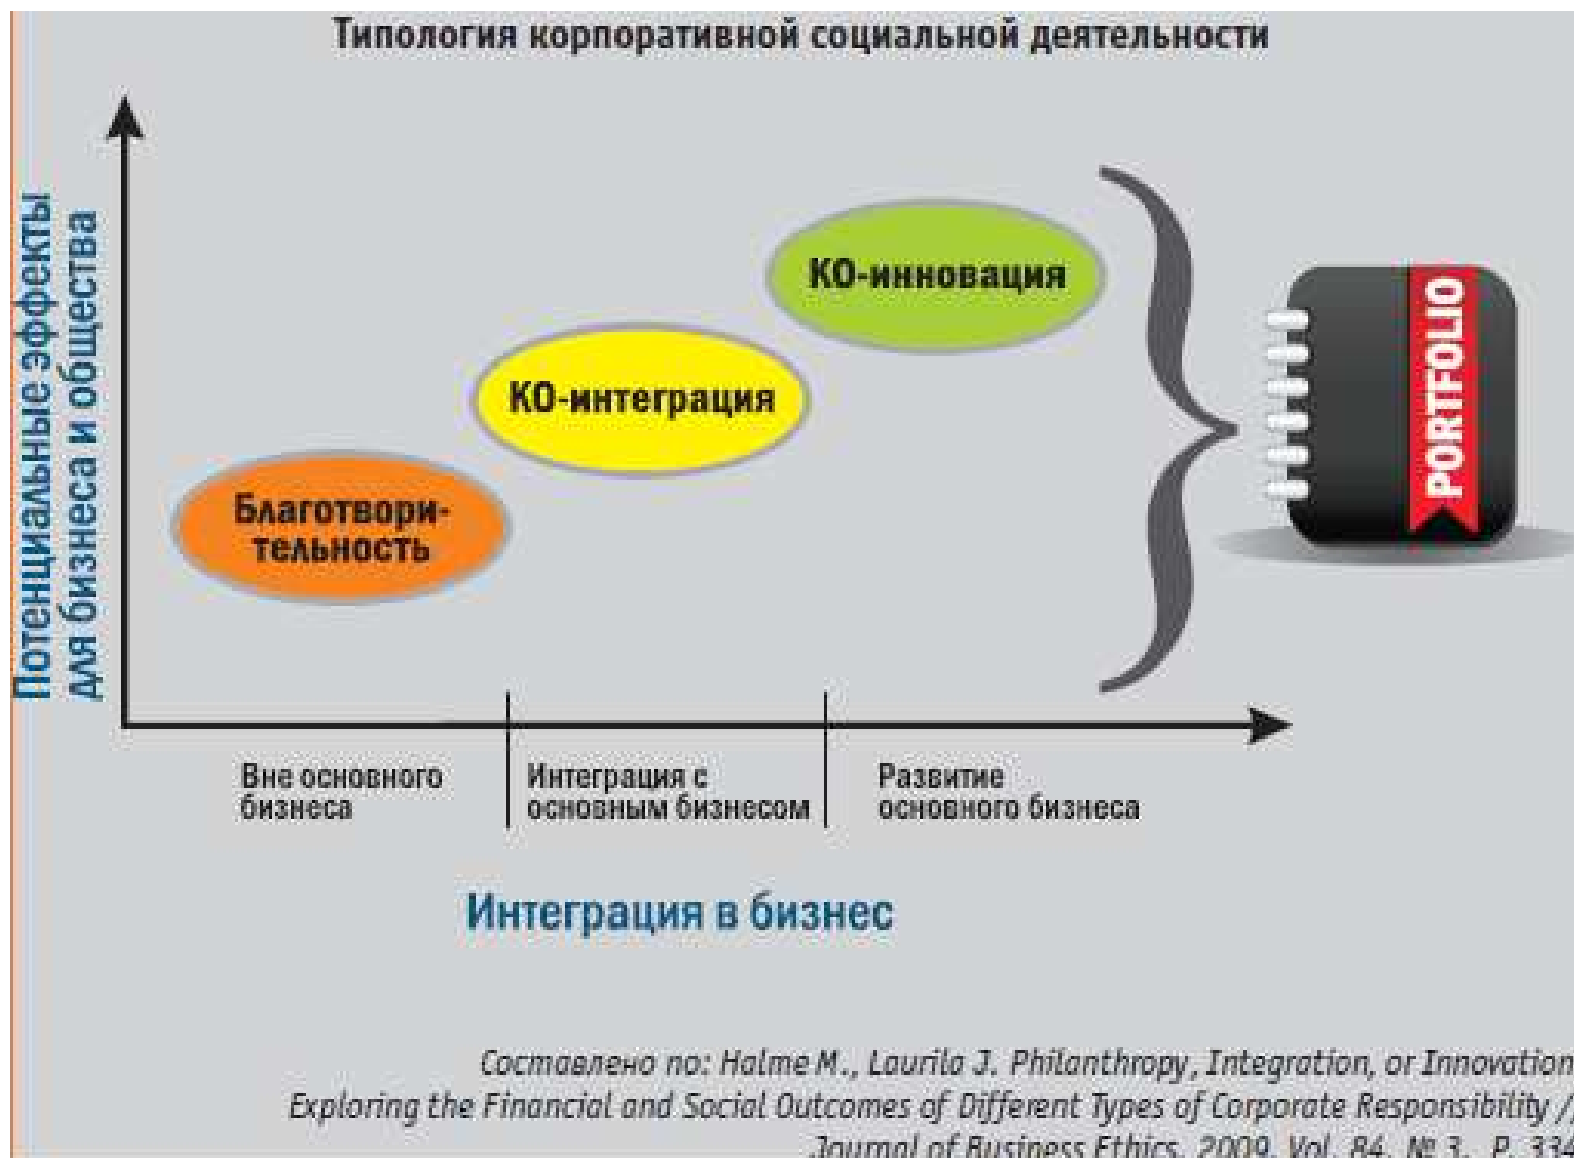 Типология корпоративной социальной деятельности
Потенциальные эффекты
для бизнеса и общества
КО-инновация
КО-интеграция
Благотвори-
тельность
PORTFOLIO
Вне основного
бизнеса
Интеграция с
основным бизнесом
Развитие
основного бизнеса
Интеграция в бизнес
Составлено по: Halme M., Laurila J. Philanthropy, Integration, or Innovation
Exploring the Financial and Social Outcomes of Different Types of Corporate Responsibility //
Journal of Business Ethics. 2009. Vol. 84. № 3. P. 334